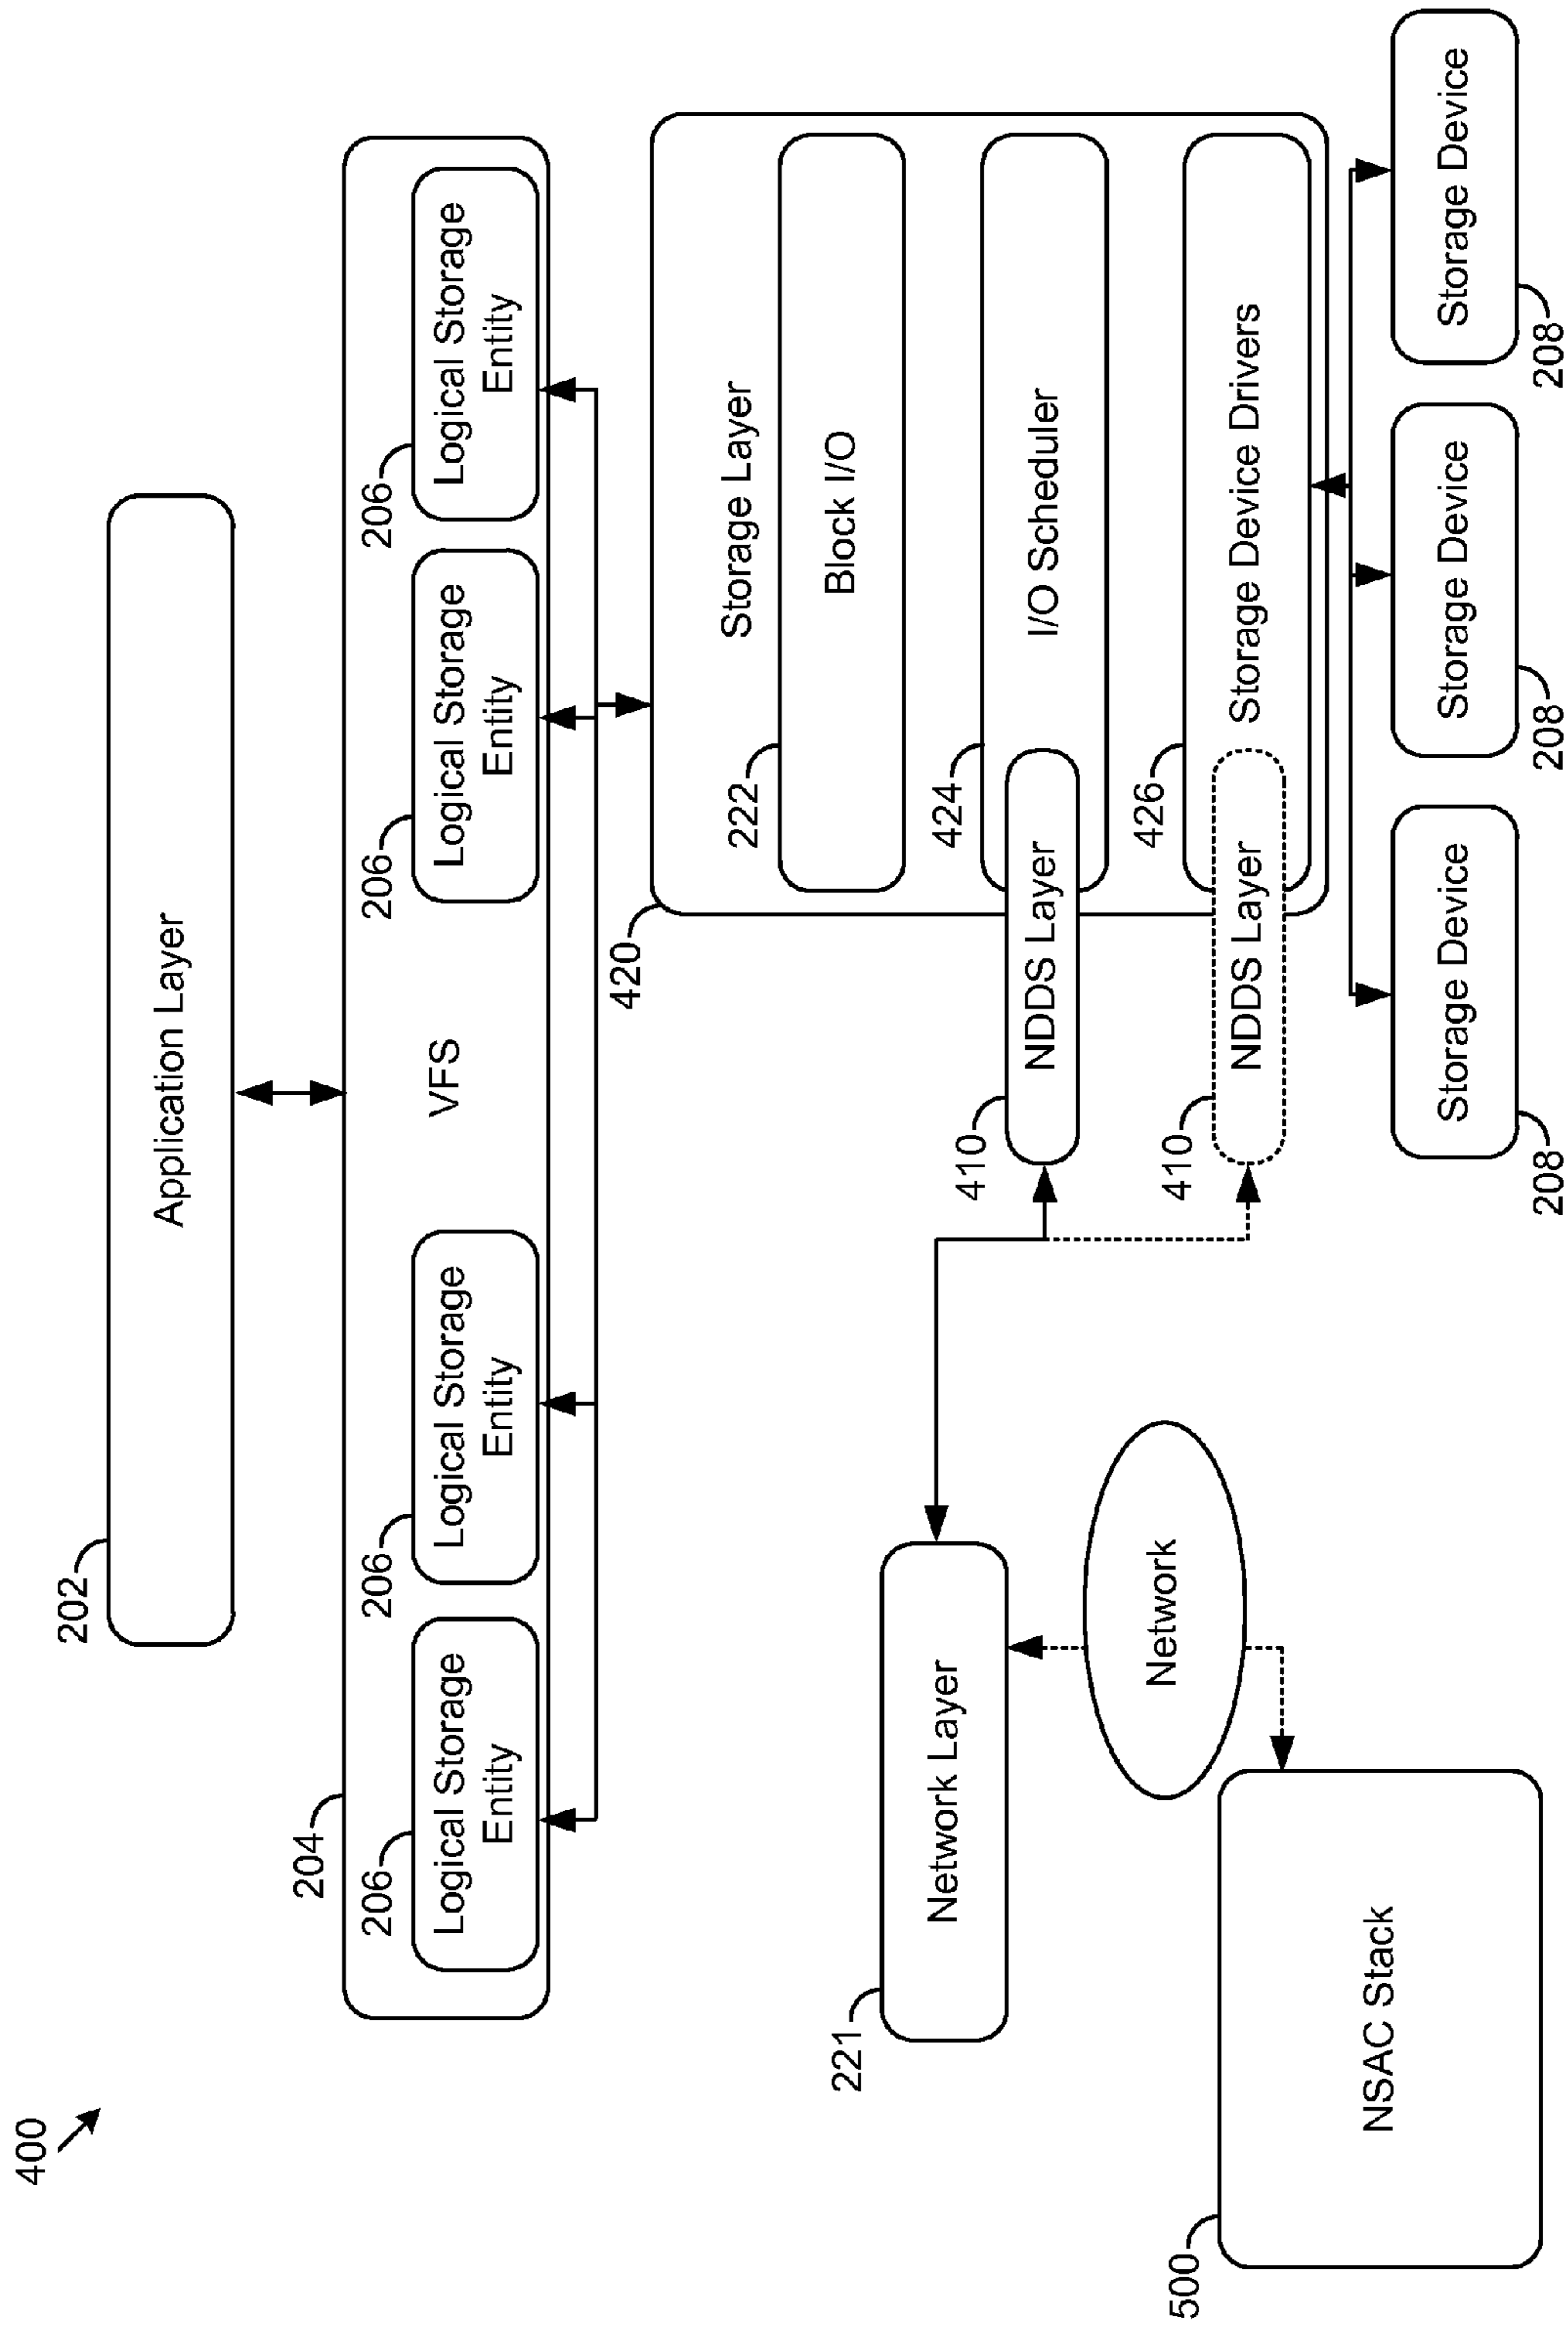 400
202
Application Layer
204
VFS
206
Logical Storage
Entity
206
Logical Storage
Entity
206
Logical Storage
Entity
206
Logical Storage
Entity
420
Storage Layer
222
Block I/O
424
I/O Scheduler
410
NDDS Layer
426
Storage Device Drivers
410
NDDS Layer
221
Network Layer
Network
500
NSAC Stack
Storage Device
208
Storage Device
208
Storage Device
208